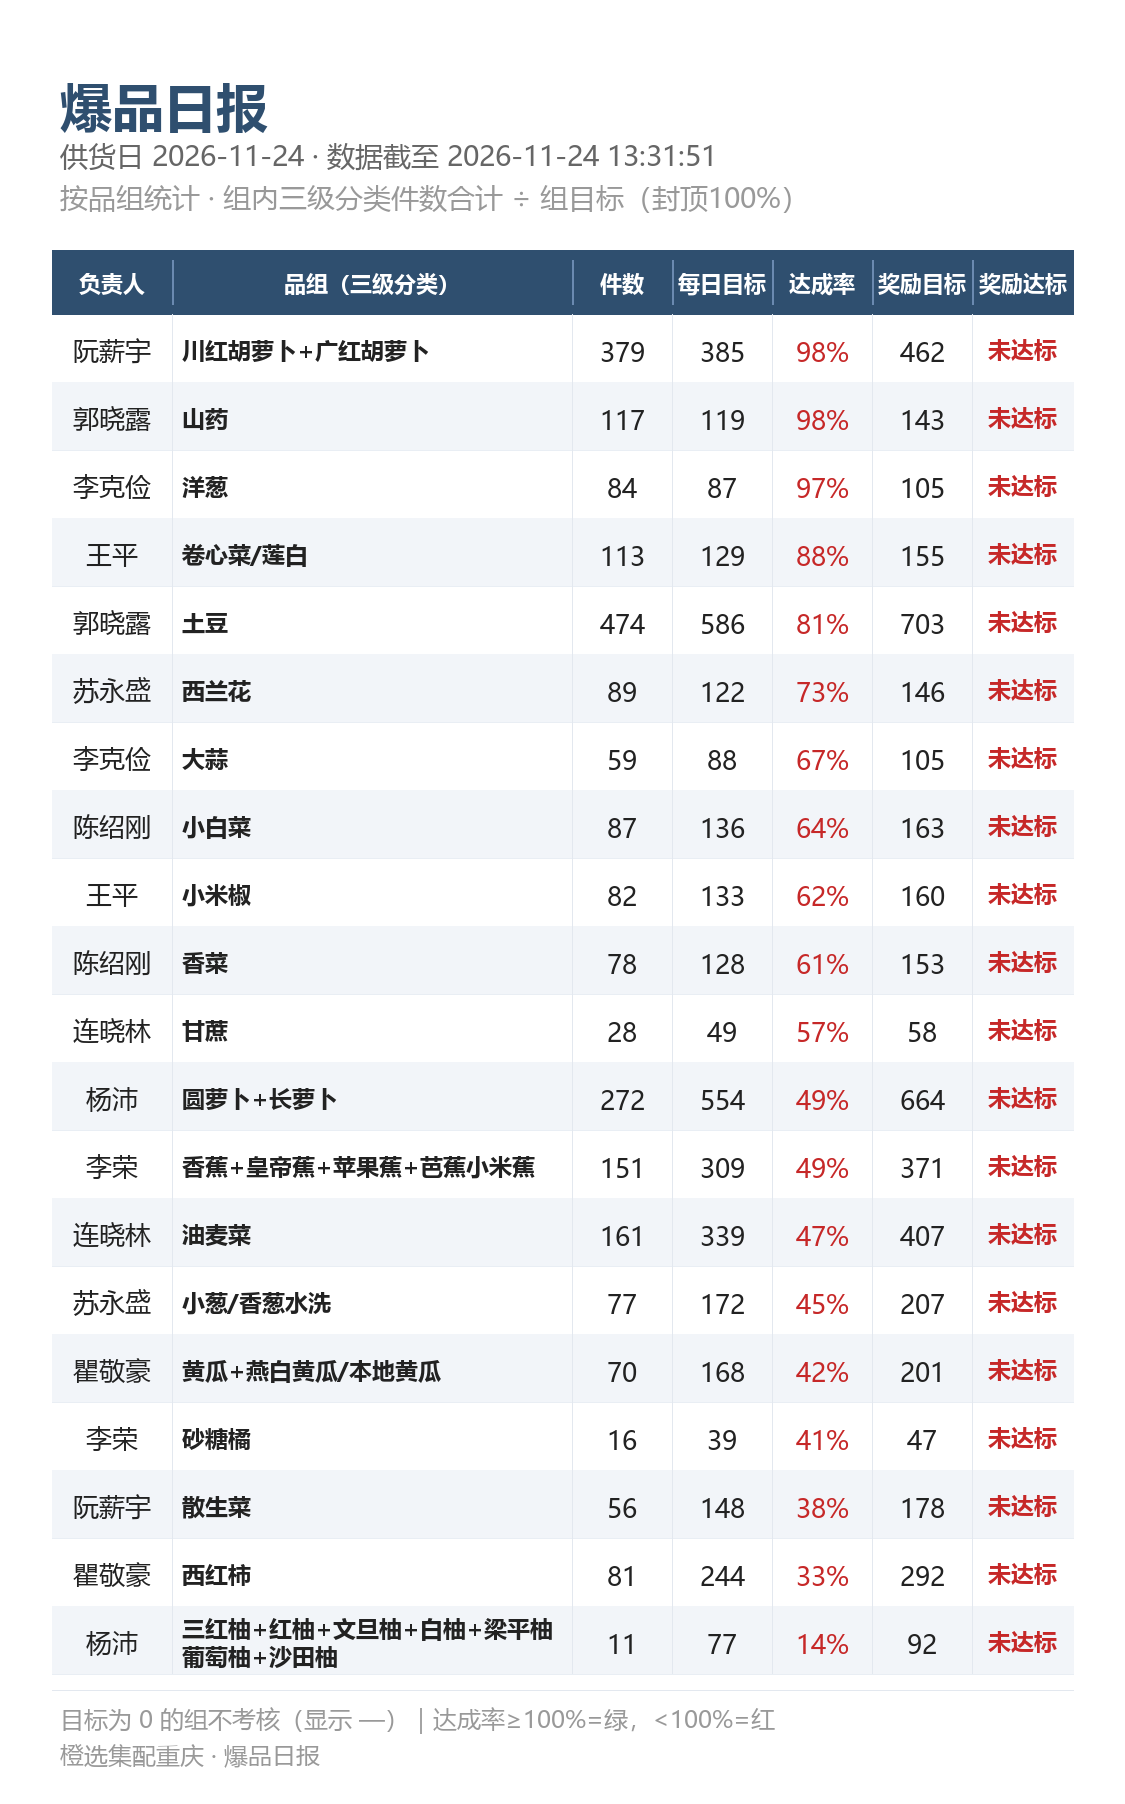 爆品日报
供货日 2026-11-24 · 数据截至 2026-11-24 13:31:51
按品组统计 · 组内三级分类件数合计 ÷ 组目标（封顶100%）
负责人 品组（三级分类） 件数 每日目标 达成率 奖励目标 奖励达标
阮薪宇 川红胡萝卜+广红胡萝卜 379 385 98% 462 未达标
郭晓露 山药 117 119 98% 143 未达标
李克俭 洋葱 84 87 97% 105 未达标
王平 卷心菜/莲白 113 129 88% 155 未达标
郭晓露 土豆 474 586 81% 703 未达标
苏永盛 西兰花 89 122 73% 146 未达标
李克俭 大蒜 59 88 67% 105 未达标
陈绍刚 小白菜 87 136 64% 163 未达标
王平 小米椒 82 133 62% 160 未达标
陈绍刚 香菜 78 128 61% 153 未达标
连晓林 甘蔗 28 49 57% 58 未达标
杨沛 圆萝卜+长萝卜 272 554 49% 664 未达标
李荣 香蕉+皇帝蕉+苹果蕉+芭蕉小米蕉 151 309 49% 371 未达标
连晓林 油麦菜 161 339 47% 407 未达标
苏永盛 小葱/香葱水洗 77 172 45% 207 未达标
瞿敬豪 黄瓜+燕白黄瓜/本地黄瓜 70 168 42% 201 未达标
李荣 砂糖橘 16 39 41% 47 未达标
阮薪宇 散生菜 56 148 38% 178 未达标
瞿敬豪 西红柿 81 244 33% 292 未达标
杨沛 三红柚+红柚+文旦柚+白柚+梁平柚 11 77 14% 92 未达标
葡萄柚+沙田柚
目标为 0 的组不考核（显示 —）｜达成率≥100%=绿，<100%=红
橙选集配重庆 · 爆品日报